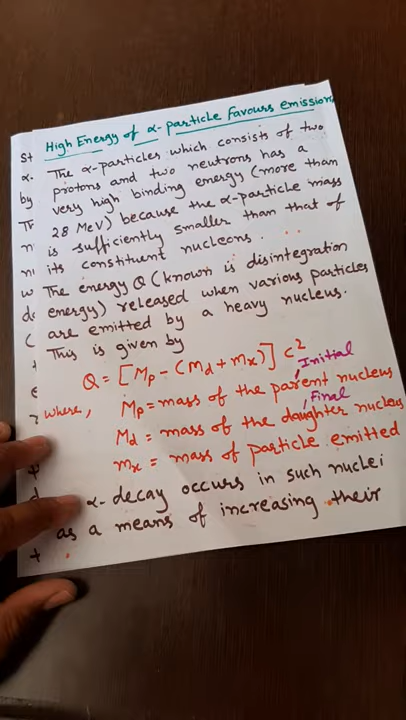 High Energy of α-particle favours emission
The α-particles which consists of two
protons and two neutrons has a
very high binding energy (more than
28 MeV) because the α-particle mass
is sufficiently smaller than that of
its constituent nucleons.
The energy Q (known is disintegration
energy) released when various particles
are emitted by a heavy nucleus.
This is given by
Q = [Mp - (Md + mx)] c²
Initial
where, Mp = mass of the parent nucleus
Final
Md = mass of the daughter nucleus
mx = mass of particle emitted
α-decay occurs in such nuclei
as a means of increasing their